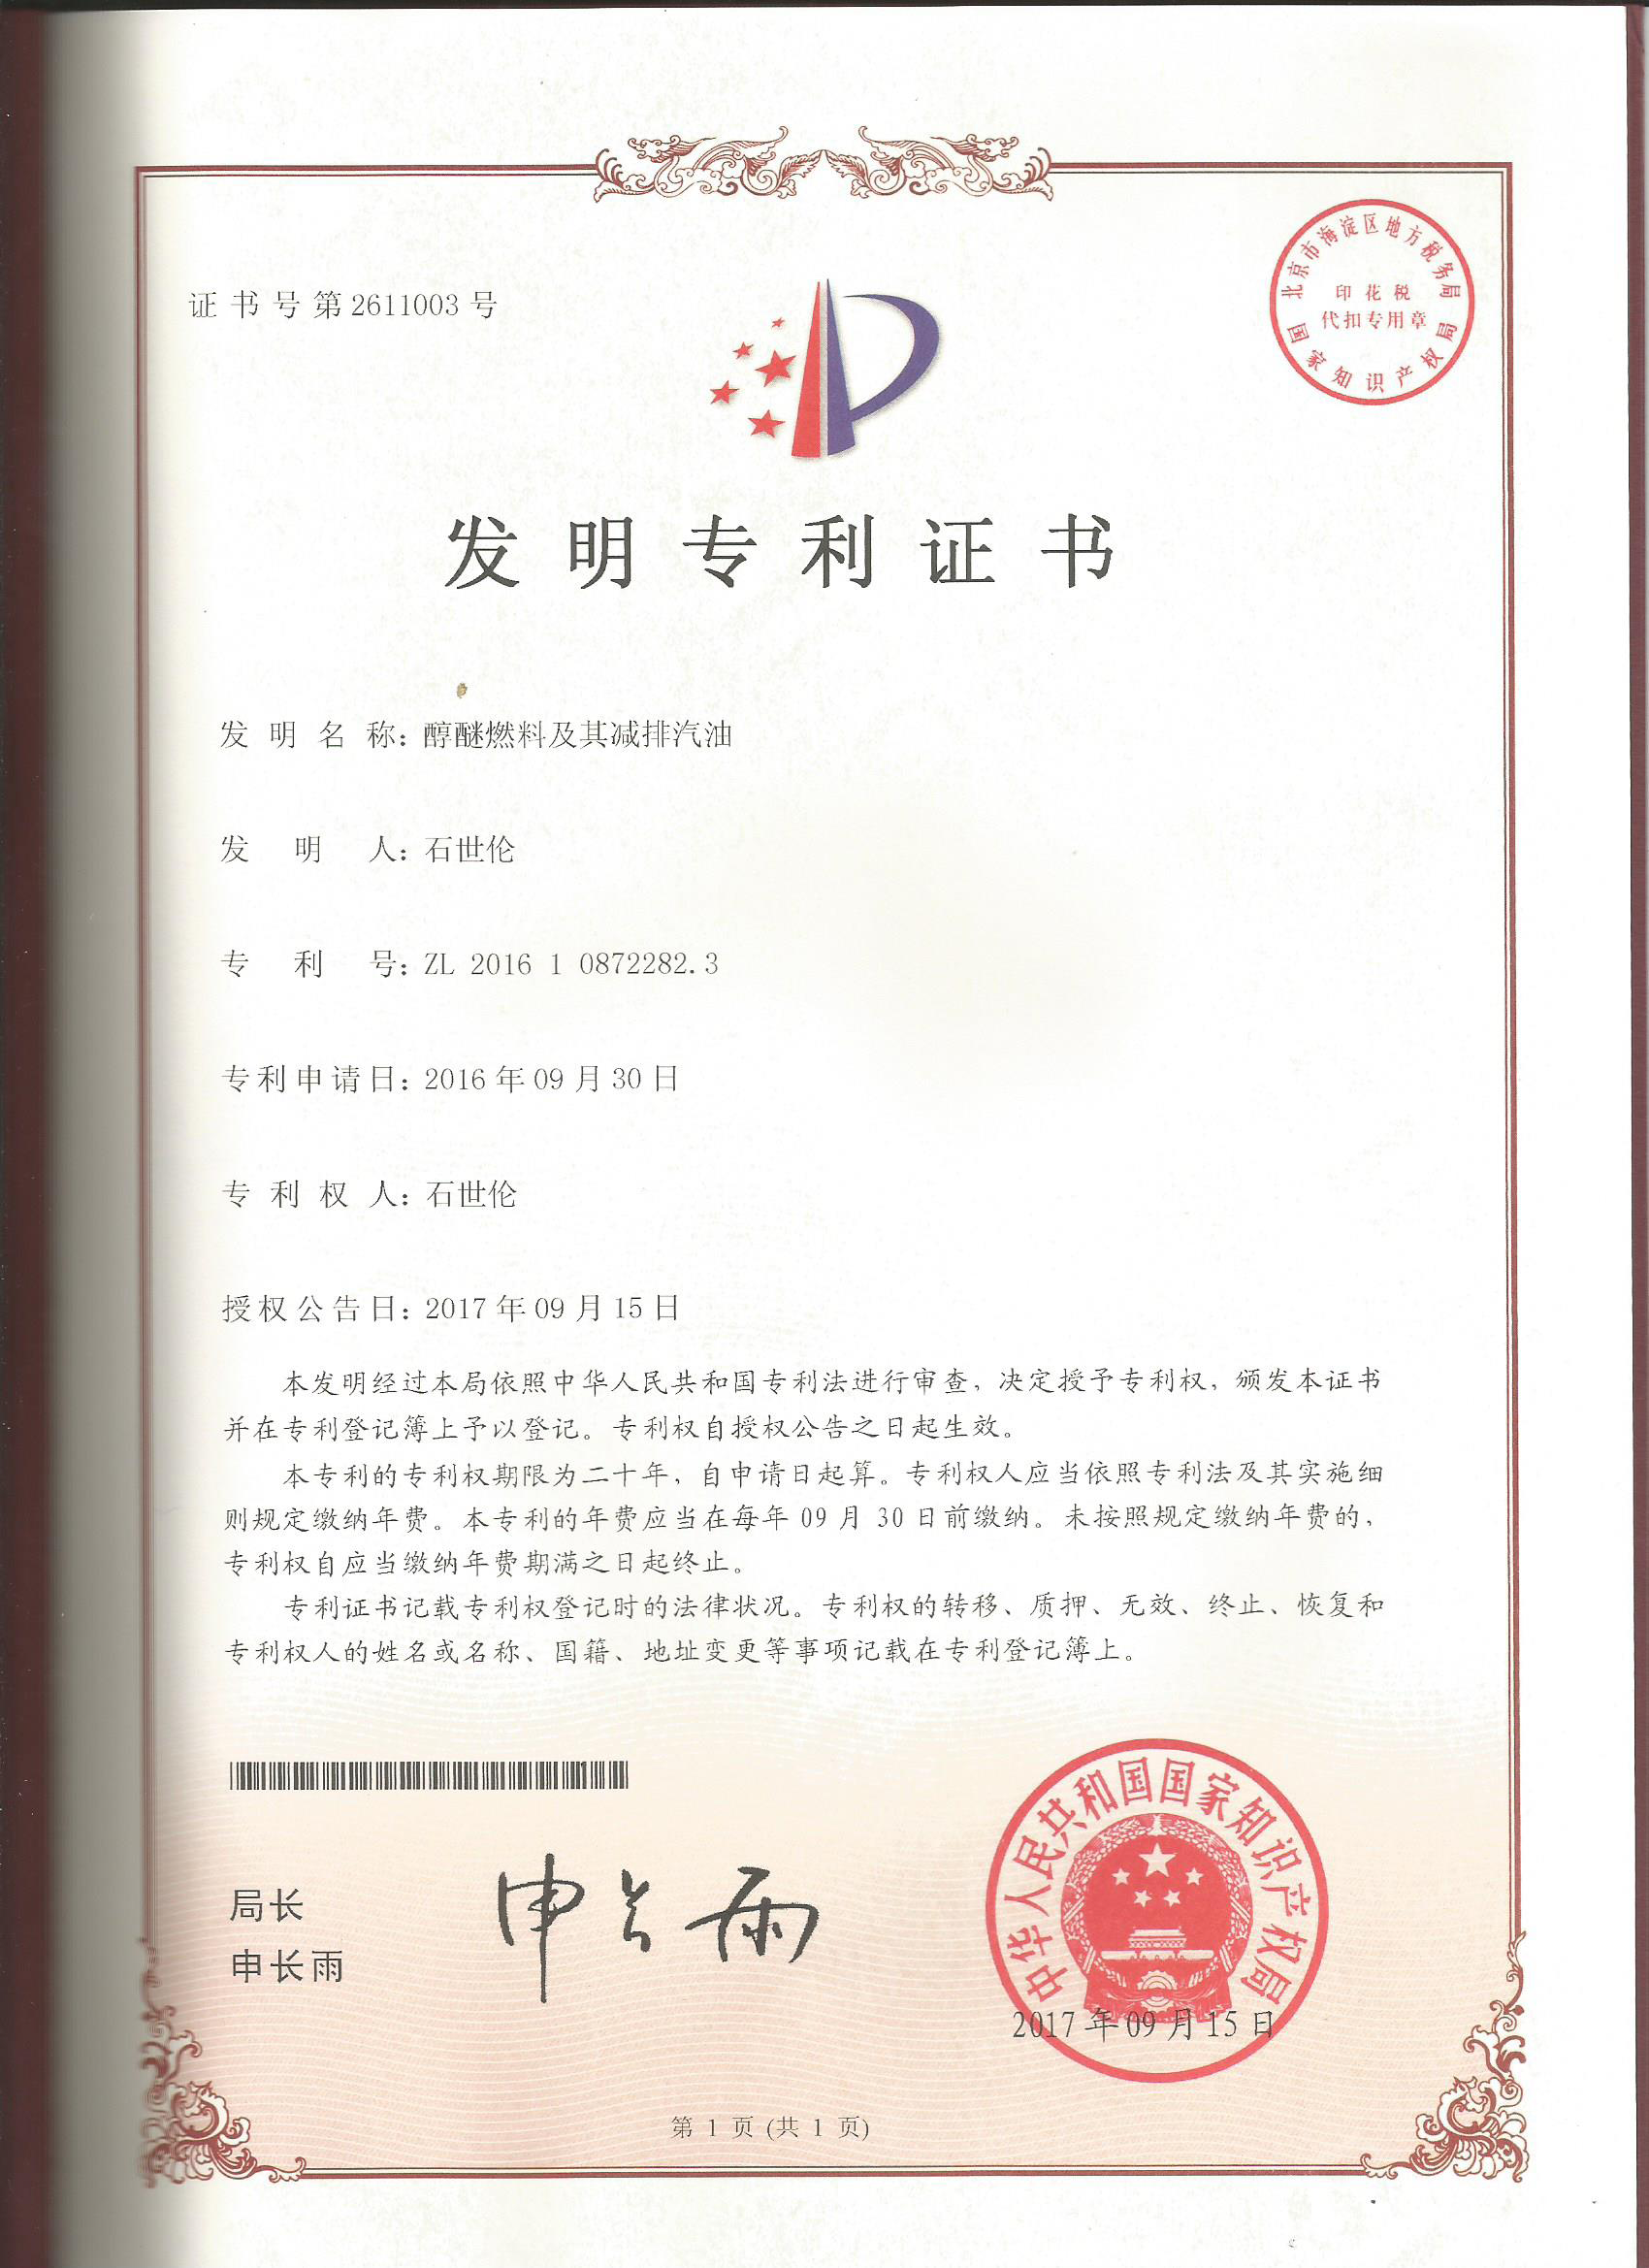 证书号第2611003号
北京市海淀区地方税务局
印花税
代扣专用章
国家知识产权局
发明专利证书
发明名称：醇醚燃料及其减排汽油
发明人：石世伦
专利号：ZL 2016 1 0872282.3
专利申请日：2016年09月30日
专利权人：石世伦
授权公告日：2017年09月15日
本发明经过本局依照中华人民共和国专利法进行审查，决定授予专利权，颁发本证书
并在专利登记簿上予以登记。专利权自授权公告之日起生效。
本专利的专利权期限为二十年，自申请日起算。专利权人应当依照专利法及其实施细
则规定缴纳年费。本专利的年费应当在每年09月30日前缴纳。未按照规定缴纳年费的，
专利权自应当缴纳年费期满之日起终止。
专利证书记载专利权登记时的法律状况。专利权的转移、质押、无效、终止、恢复和
专利权人的姓名或名称、国籍、地址变更等事项记载在专利登记簿上。
局长
申长雨
申长雨
中华人民共和国国家知识产权局
2017年09月15日
第 1 页 (共 1 页)